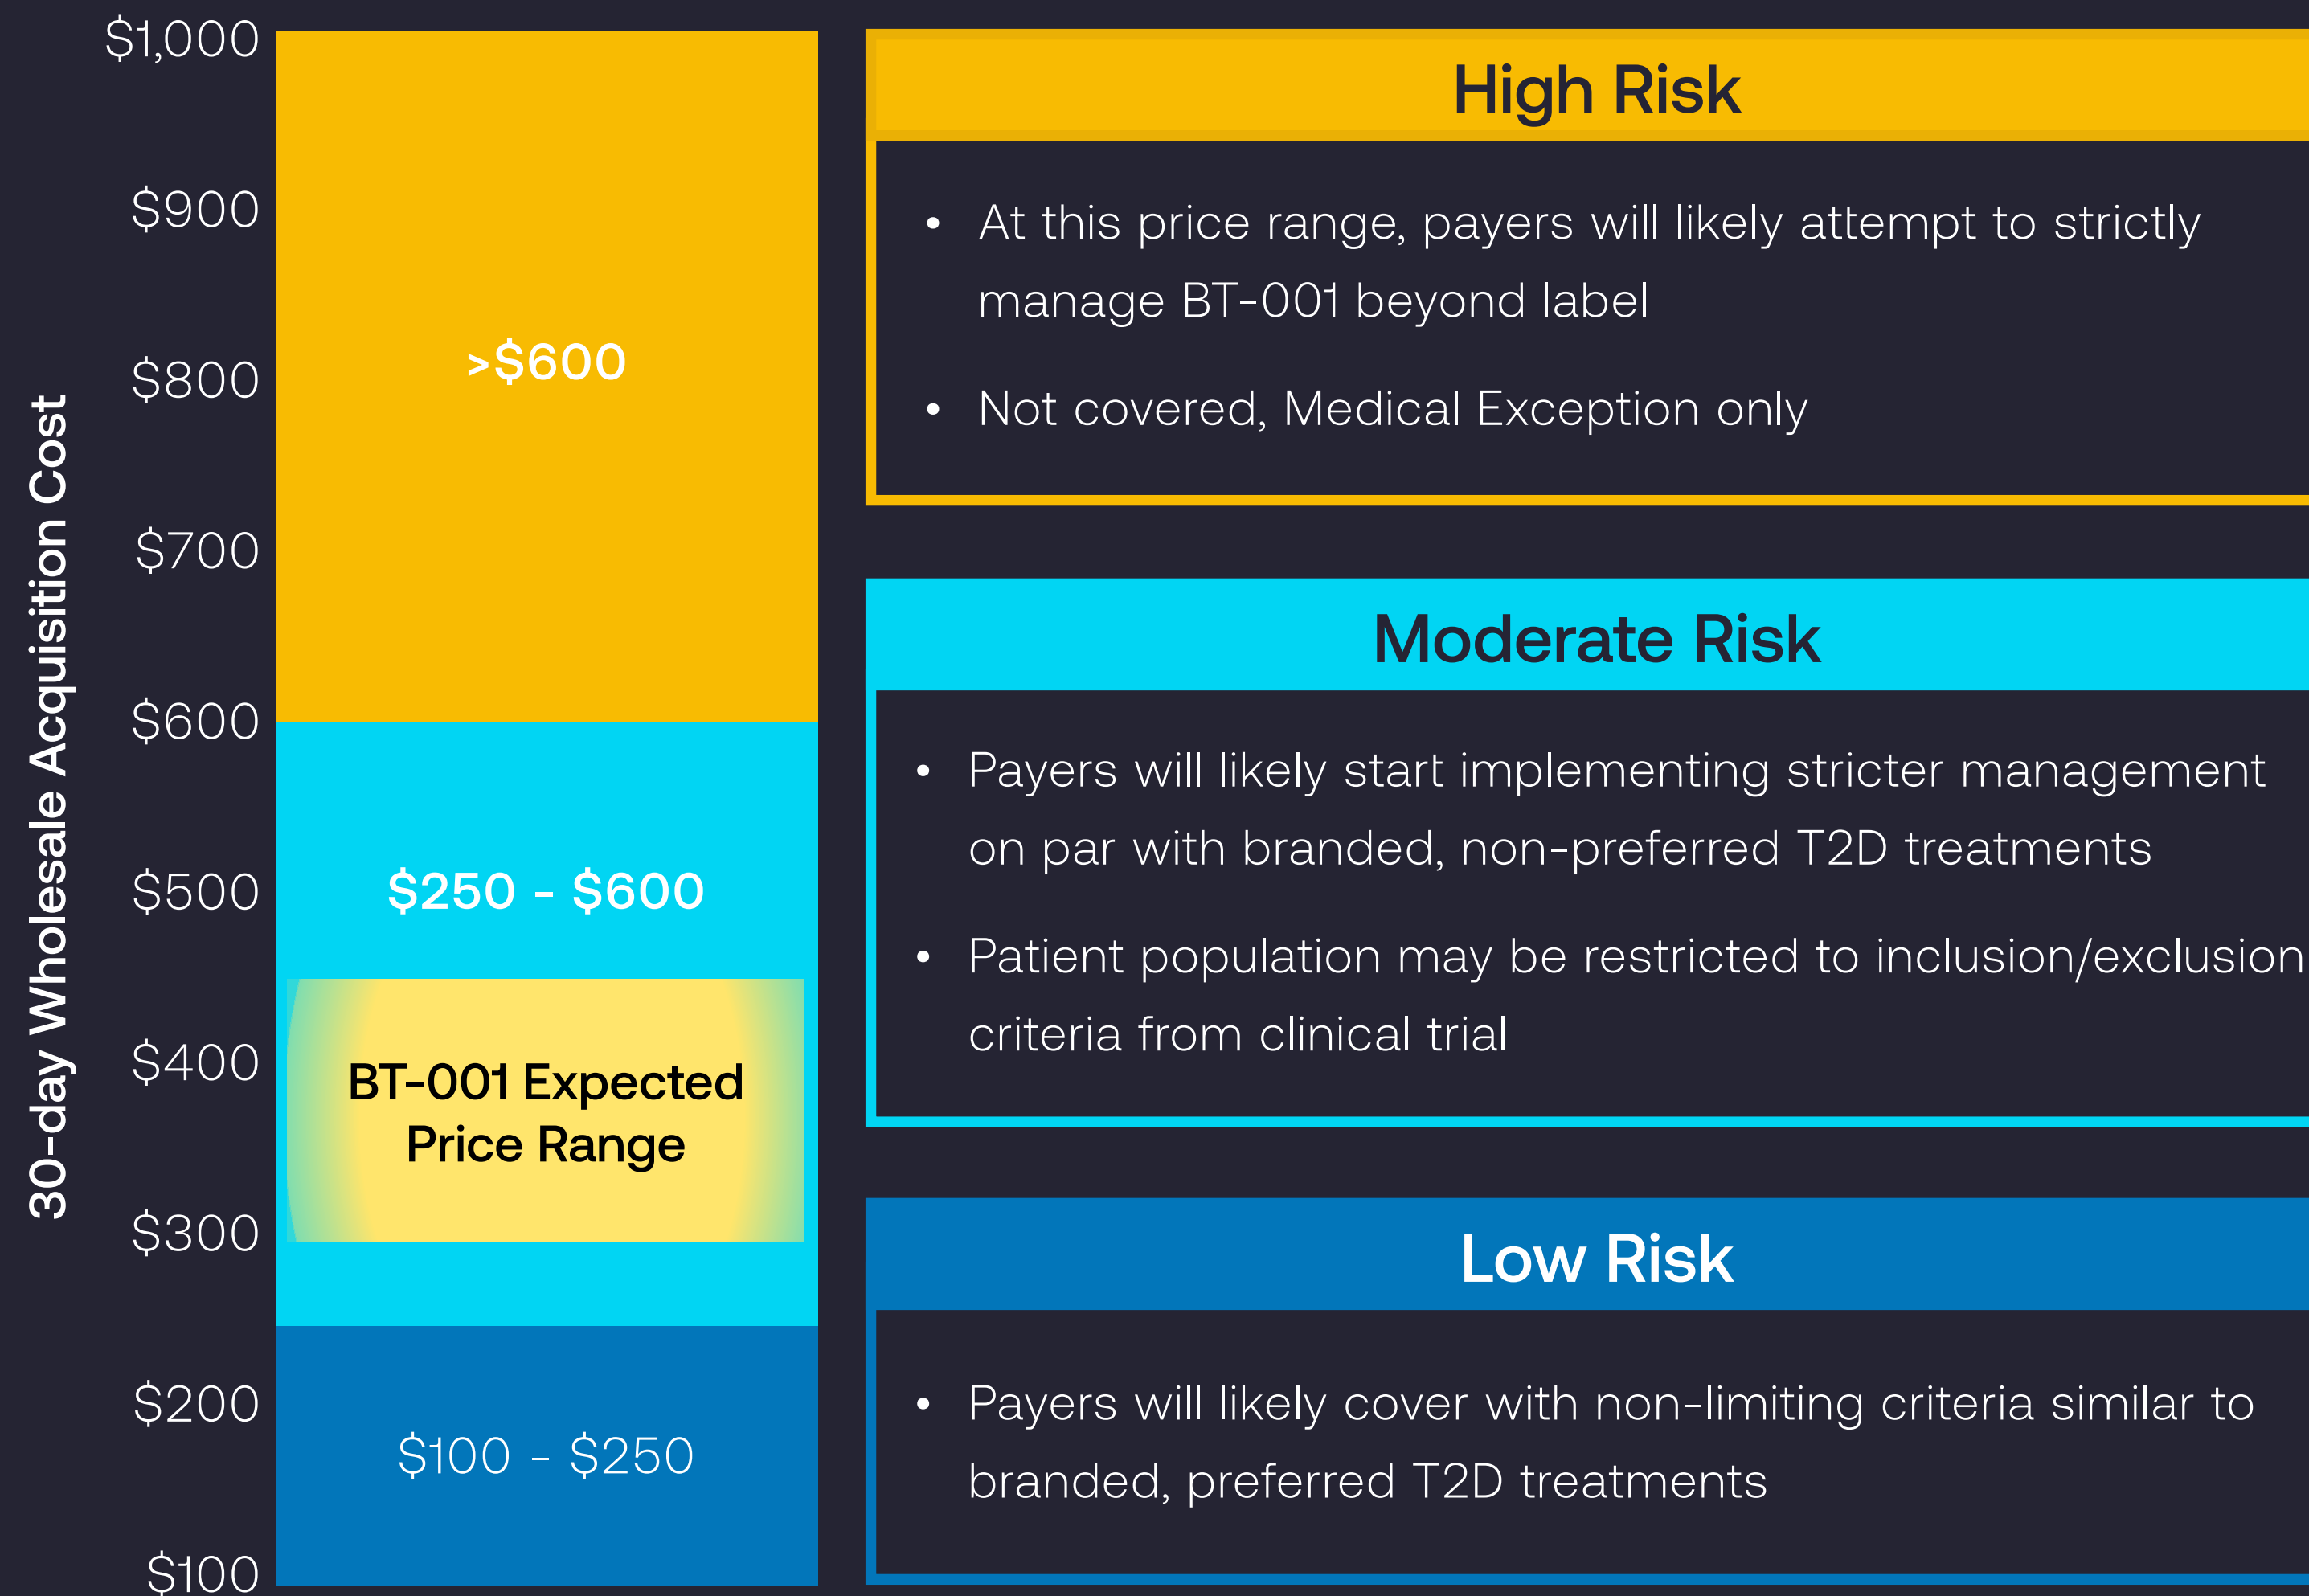 30-day Wholesale Acquisition Cost
$1,000
$900
$800
$700
$600
$500
$400
$300
$200
$100
>$600
$250 - $600
BT-001 Expected
Price Range
$100 - $250
High Risk
• At this price range, payers will likely attempt to strictly
manage BT-001 beyond label
• Not covered, Medical Exception only
Moderate Risk
• Payers will likely start implementing stricter management
on par with branded, non-preferred T2D treatments
• Patient population may be restricted to inclusion/exclusion
criteria from clinical trial
Low Risk
• Payers will likely cover with non-limiting criteria similar to
branded, preferred T2D treatments